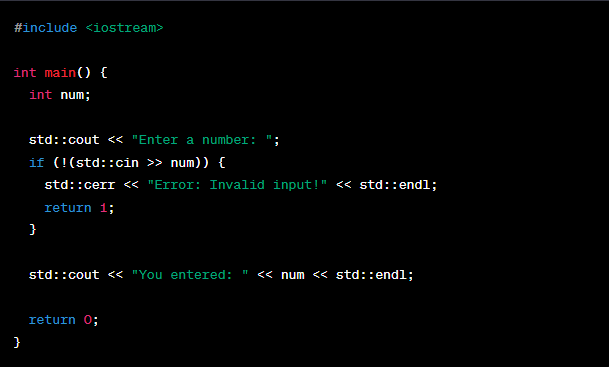 #include <iostream>
int main() {
int num;
std::cout << "Enter a number: ";
if (!(std::cin >> num)) {
std::cerr << "Error: Invalid input!" << std::endl;
return 1;
}
std::cout << "You entered: " << num << std::endl;
return 0;
}